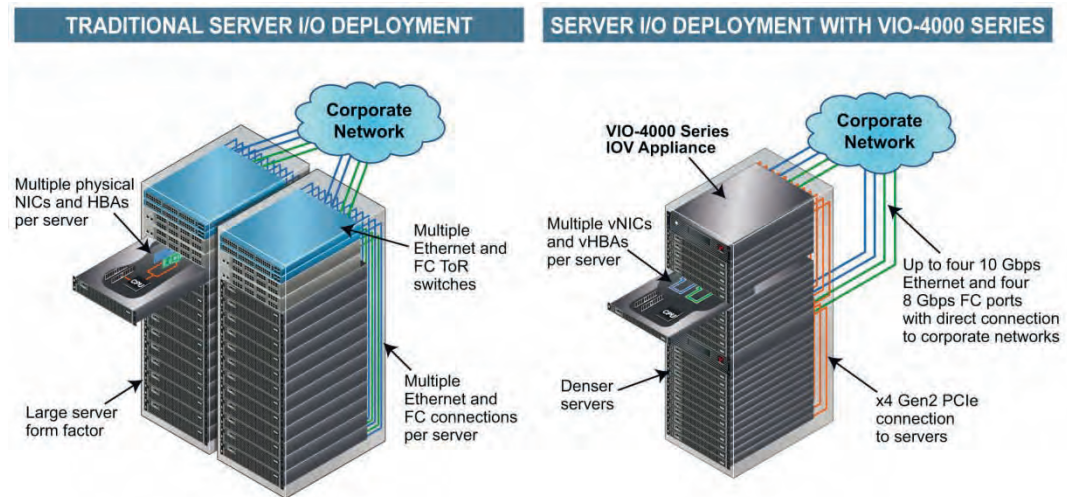 TRADITIONAL SERVER I/O DEPLOYMENT
Corporate
Network
Multiple physical
NICs and HBAs
per server
CPU
Multiple
Ethernet and
FC ToR
switches
Large server
form factor
Multiple
Ethernet and
FC connections
per server
SERVER I/O DEPLOYMENT WITH VIO-4000 SERIES
Corporate
Network
VIO-4000 Series
IOV Appliance
Multiple vNICs
and vHBAs
per server
CPU
Up to four 10 Gbps
Ethernet and four
8 Gbps FC ports
with direct connection
to corporate networks
Denser
servers
x4 Gen2 PCIe
connection
to servers